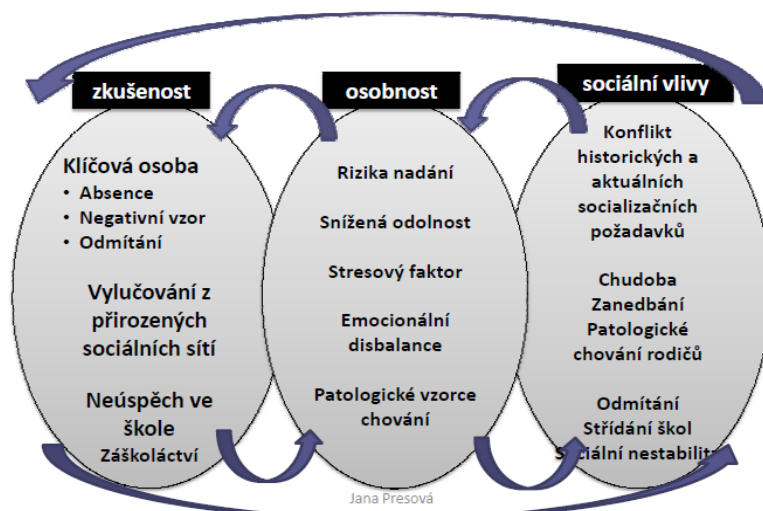 zkušenost
Klíčová osoba
• Absence
• Negativní vzor
• Odmítání
Vylučování z
přirozených
sociálních sítí
Neúspěch ve
škole
Záškoláctví
osobnost
Rizika nadání
Snížená odolnost
Stresový faktor
Emocionální
disbalance
Patologické vzorce
chování
sociální vlivy
Konflikt
historických a
aktuálních
socializačních
požadavků
Chudoba
Zanedbání
Patologické
chování rodičů
Odmítání
Střídání škol
Sociální nestabilita
Jana Presová